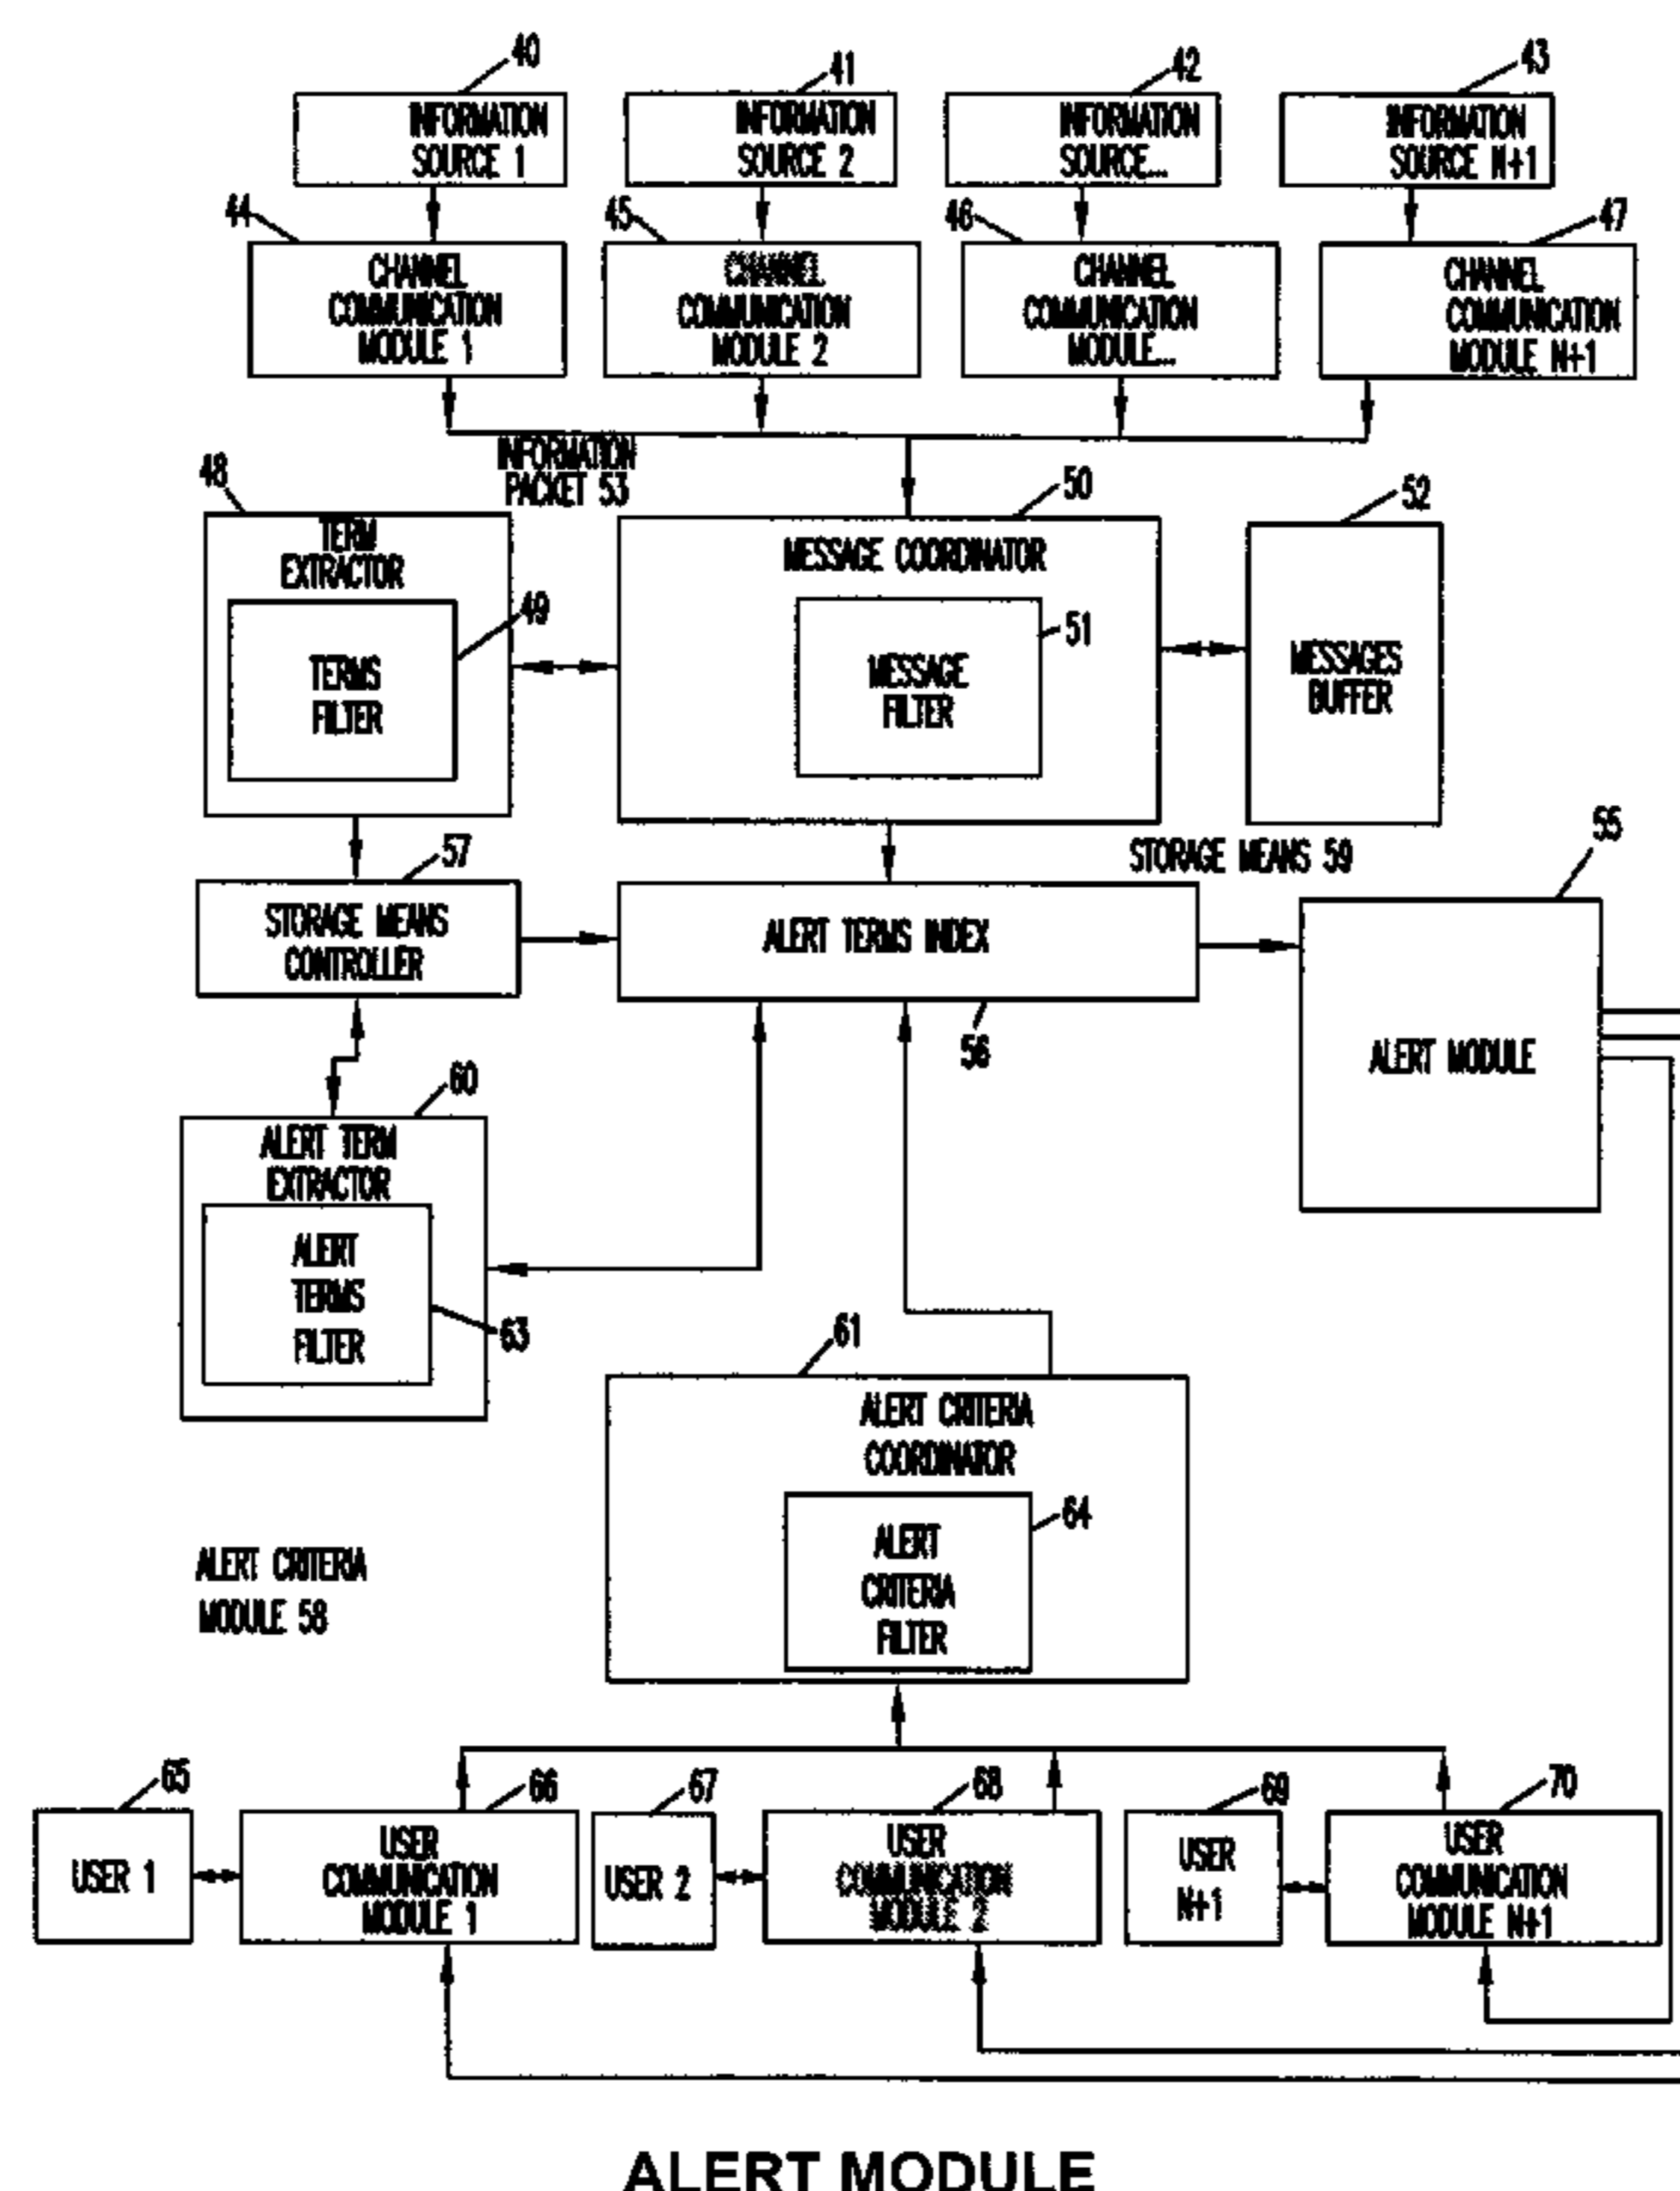 40
41
42
43
INFORMATION
SOURCE 1
INFORMATION
SOURCE 2
INFORMATION
SOURCE...
INFORMATION
SOURCE N+1
44
45
46
47
CHANNEL
COMMUNICATION
MODULE 1
CHANNEL
COMMUNICATION
MODULE 2
CHANNEL
COMMUNICATION
MODULE...
CHANNEL
COMMUNICATION
MODULE N+1
INFORMATION
PACKET 53
48
50
52
TERM
EXTRACTOR
49
TERMS
FILTER
MESSAGE COORDINATOR
51
MESSAGE
FILTER
MESSAGES
BUFFER
57
STORAGE MEANS 59
55
STORAGE MEANS
CONTROLLER
ALERT TERMS INDEX
56
ALERT MODULE
60
ALERT TERM
EXTRACTOR
ALERT
TERMS
FILTER
63
61
ALERT CRITERIA
COORDINATOR
64
ALERT
CRITERIA
FILTER
ALERT CRITERIA
MODULE 58
65
66
67
68
69
70
USER 1
USER
COMMUNICATION
MODULE 1
USER 2
USER
COMMUNICATION
MODULE 2
USER
N+1
USER
COMMUNICATION
MODULE N+1
ALERT MODULE